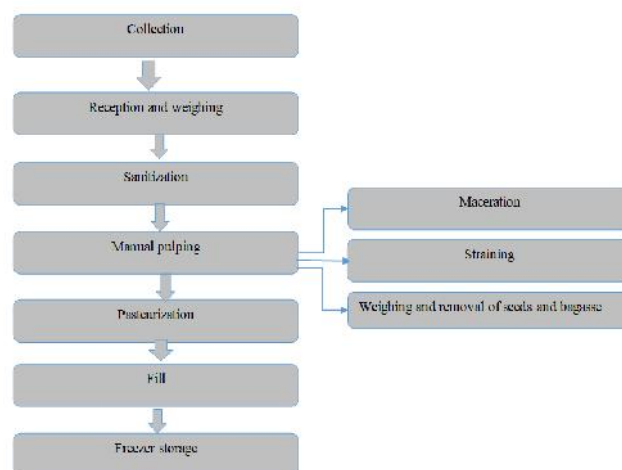 Collection
Reception and weighing
Sanitization
Manual pulping
Pasteurization
Fill
Freezer storage
Maceration
Straining
Weighing and removal of seeds and bagasse